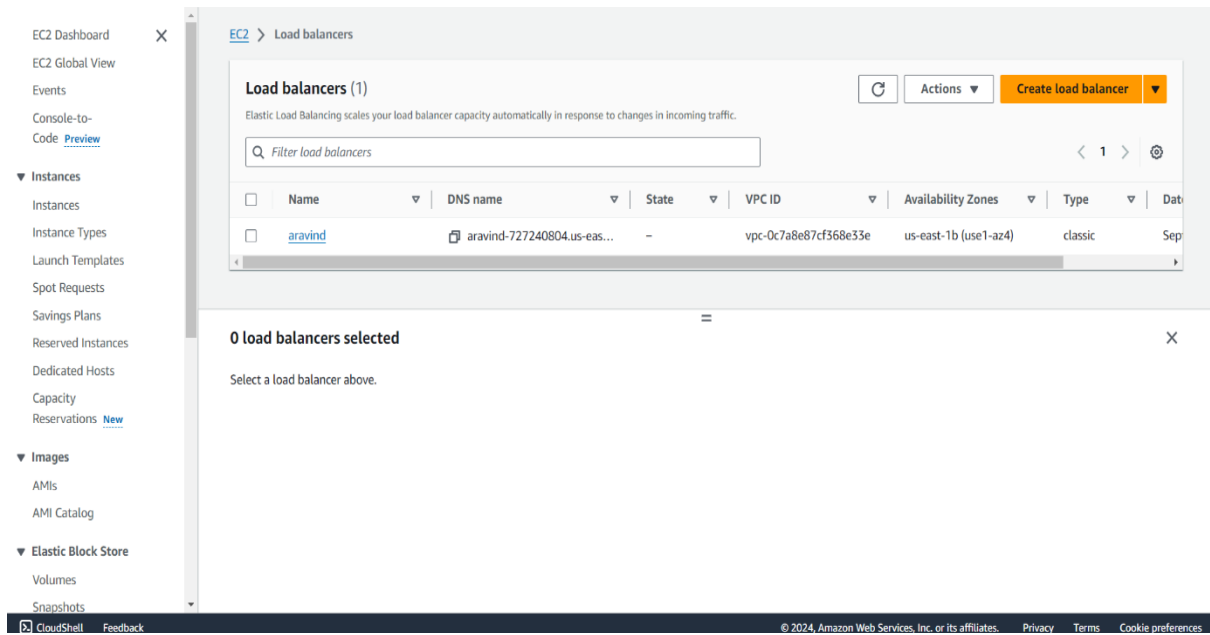 EC2 Dashboard
EC2 Global View
Events
Console-to-
Code Preview
Instances
Instances
Instance Types
Launch Templates
Spot Requests
Savings Plans
Reserved Instances
Dedicated Hosts
Capacity
Reservations New
Images
AMIs
AMI Catalog
Elastic Block Store
Volumes
Snapshots
EC2 > Load balancers
Load balancers (1)
Actions
Create load balancer
Elastic Load Balancing scales your load balancer capacity automatically in response to changes in incoming traffic.
Filter load balancers
1
Name DNS name State VPC ID Availability Zones Type Dat
aravind aravind-727240804.us-eas... – vpc-0c7a8e87cf368e33e us-east-1b (use1-az4) classic Sep
0 load balancers selected
Select a load balancer above.
CloudShell Feedback © 2024, Amazon Web Services, Inc. or its affiliates. Privacy Terms Cookie preferences